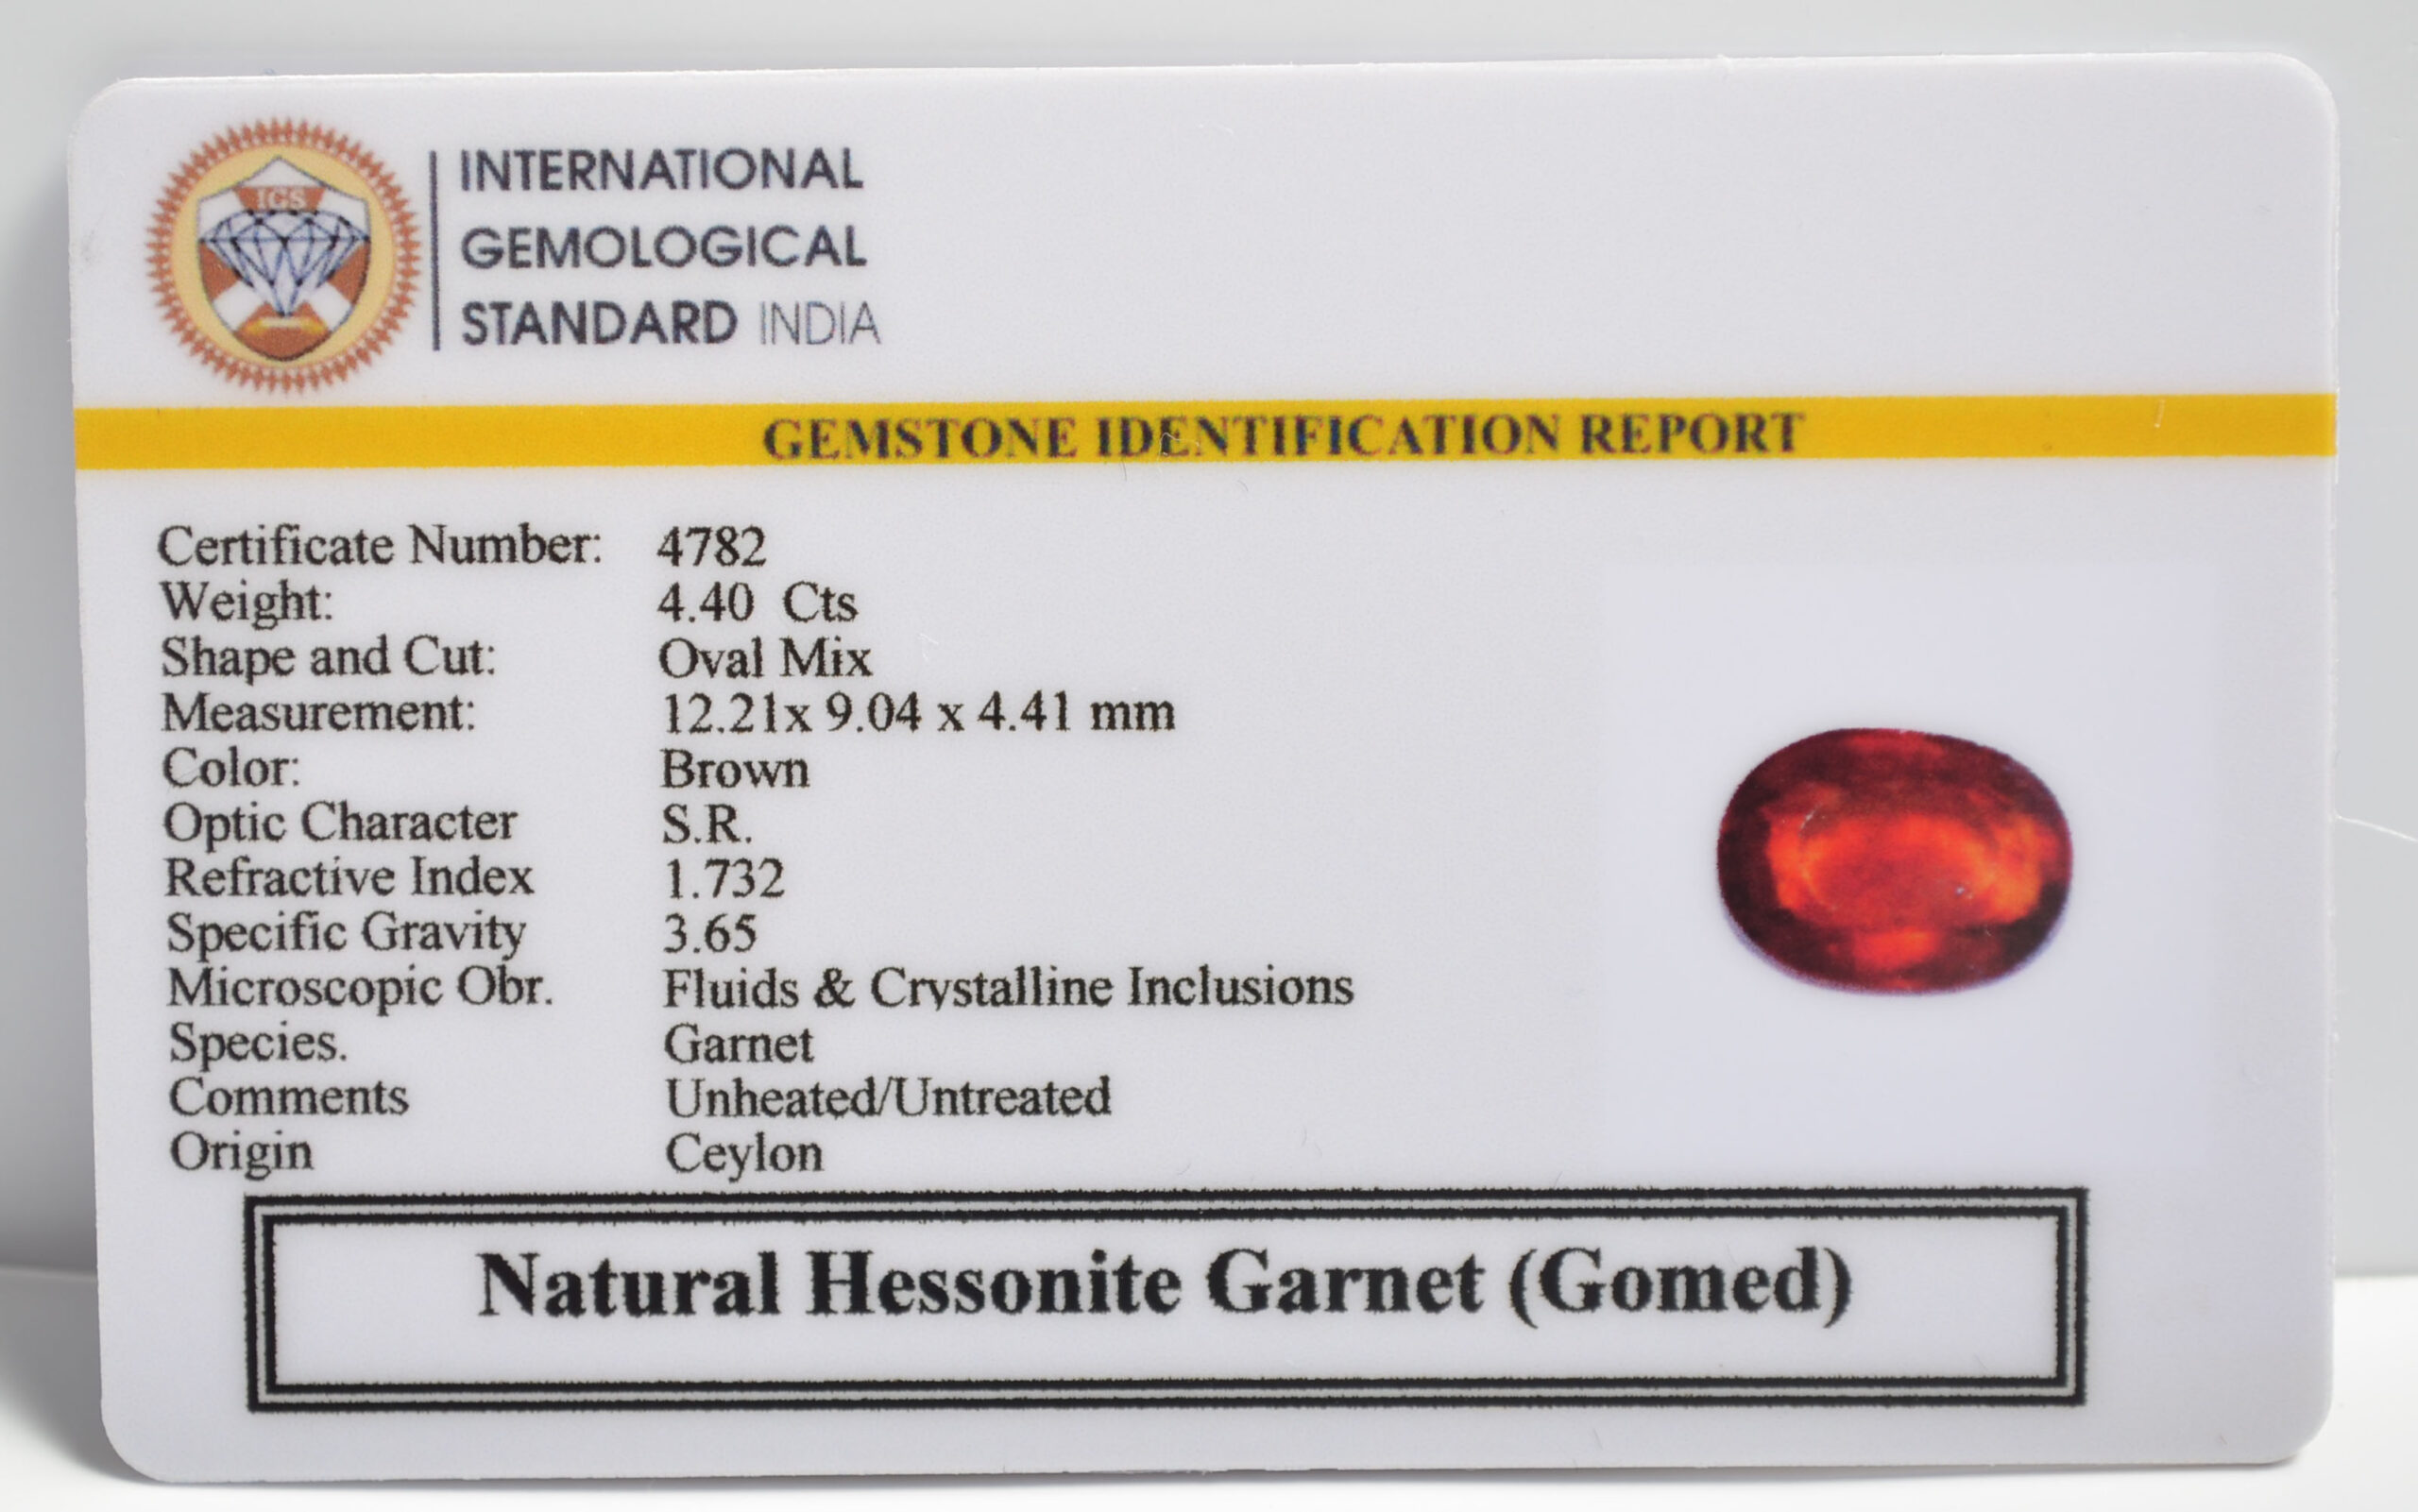 IGS
INTERNATIONAL
GEMOLOGICAL
STANDARD INDIA
GEMSTONE IDENTIFICATION REPORT
Certificate Number: 4782
Weight: 4.40 Cts
Shape and Cut: Oval Mix
Measurement: 12.21x 9.04 x 4.41 mm
Color: Brown
Optic Character S.R.
Refractive Index 1.732
Specific Gravity 3.65
Microscopic Obr. Fluids & Crystalline Inclusions
Species. Garnet
Comments Unheated/Untreated
Origin Ceylon
Natural Hessonite Garnet (Gomed)